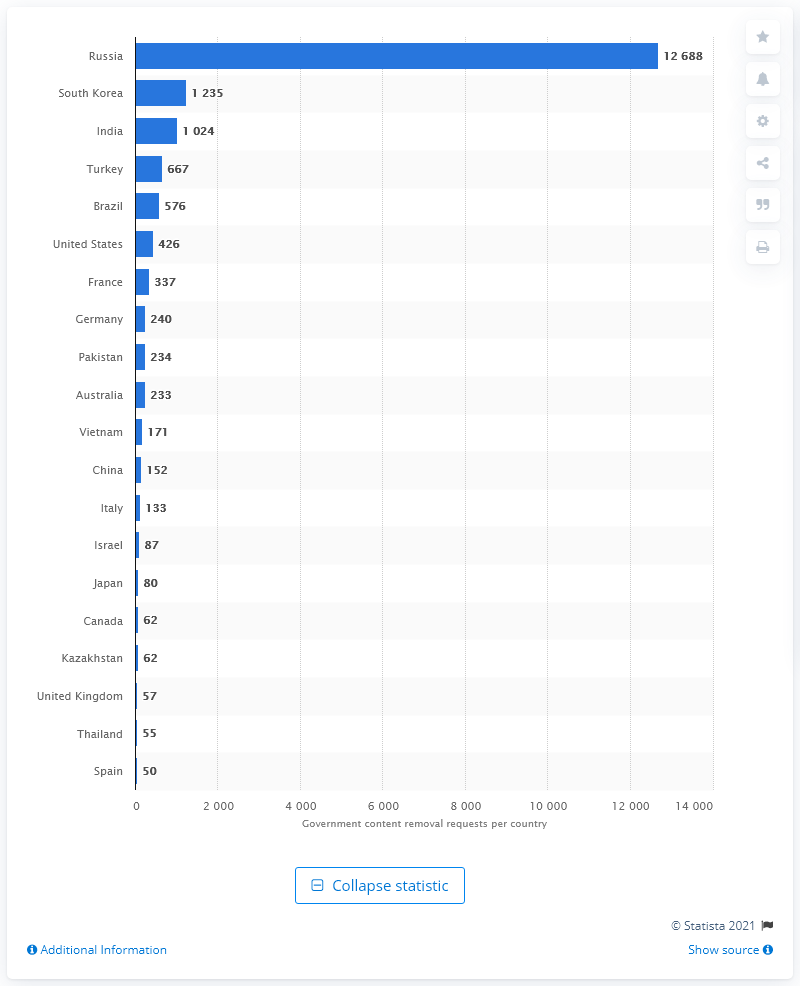 Russia 12 688
South Korea 1 235
India 1 024
Turkey 667
Brazil 576
United States 426
France 337
Germany 240
Pakistan 234
Australia 233
Vietnam 171
China 152
Italy 133
Israel 87
Japan 80
Canada 62
Kazakhstan 62
United Kingdom 57
Thailand 55
Spain 50
0 2 000 4 000 6 000 8 000 10 000 12 000 14 000
Government content removal requests per country
Collapse statistic
© Statista 2021
Additional Information Show source